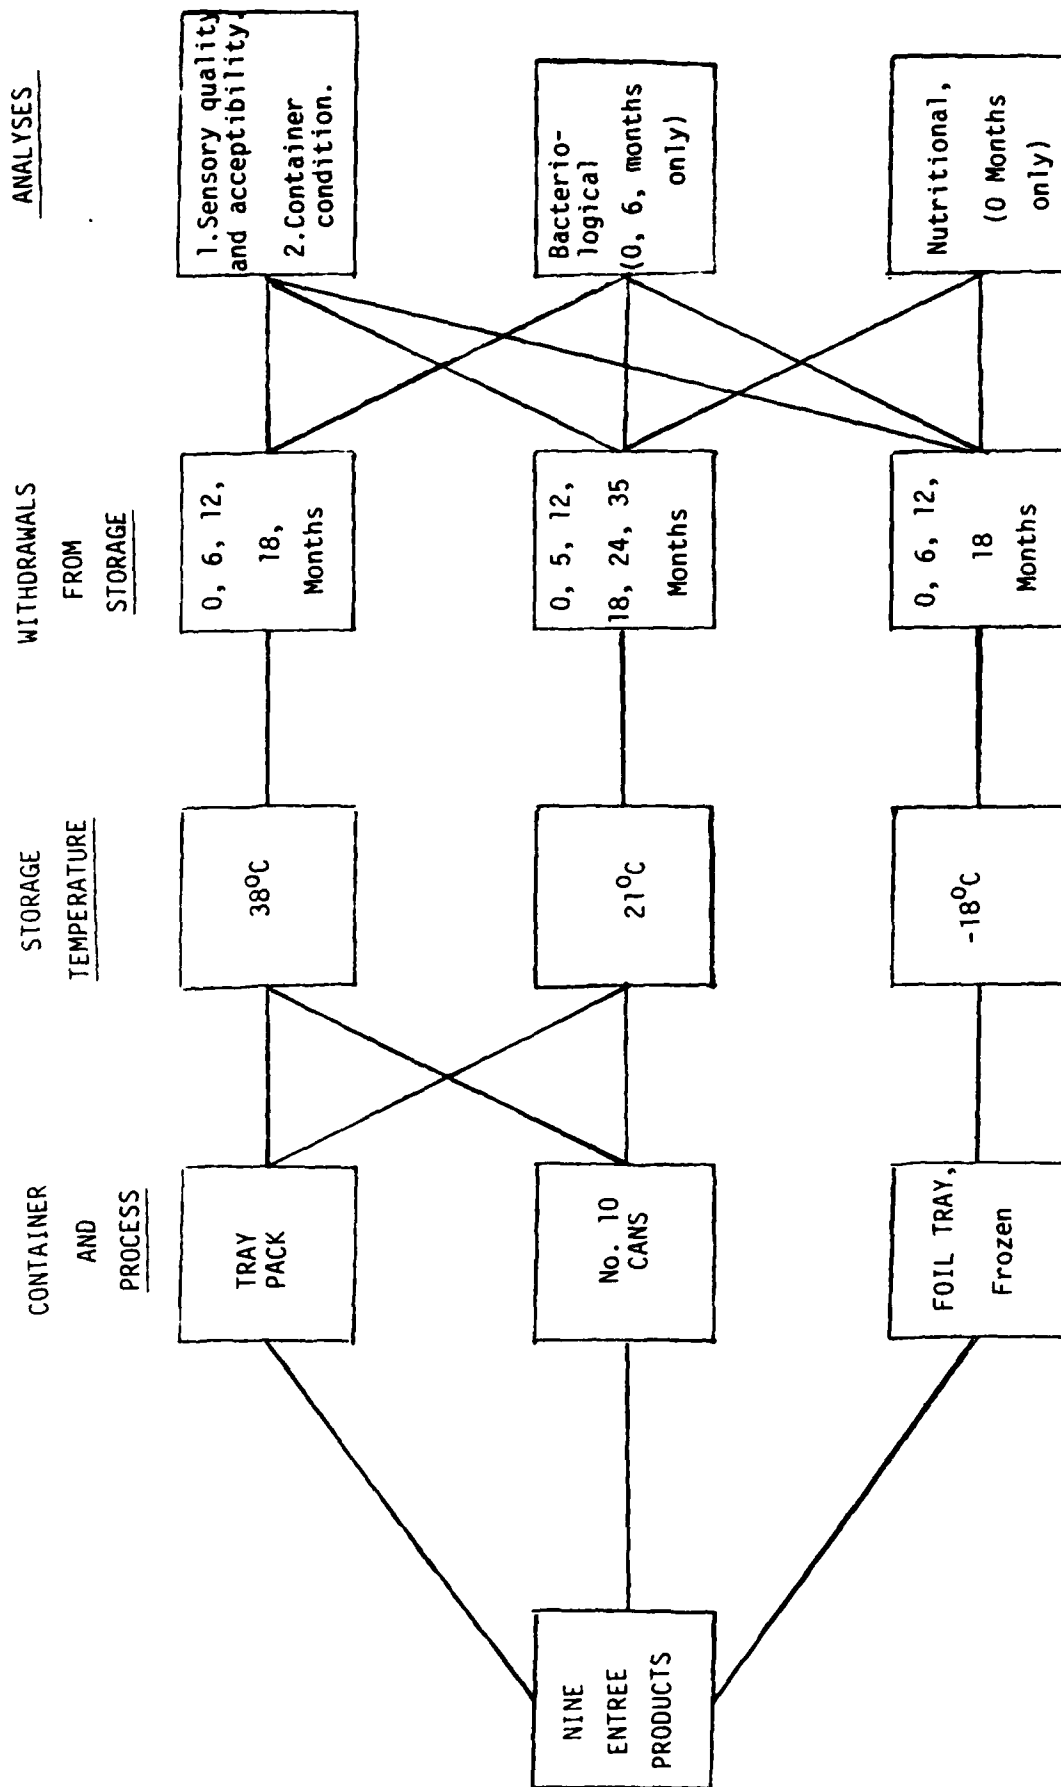 CONTAINER
AND
PROCESS
STORAGE
TEMPERATURE
WITHDRAWALS
FROM
STORAGE
ANALYSES
NINE
ENTREE
PRODUCTS
TRAY
PACK
No. 10
CANS
FOIL TRAY,
Frozen
38°C
21°C
-18°C
0, 6, 12,
18,
Months
0, 5, 12,
18, 24, 35
Months
0, 6, 12,
18
Months
1.Sensory quality
and acceptibility.
2.Container
condition.
Bacterio-
logical
(0, 6, months
only)
Nutritional,
(0 Months
only)